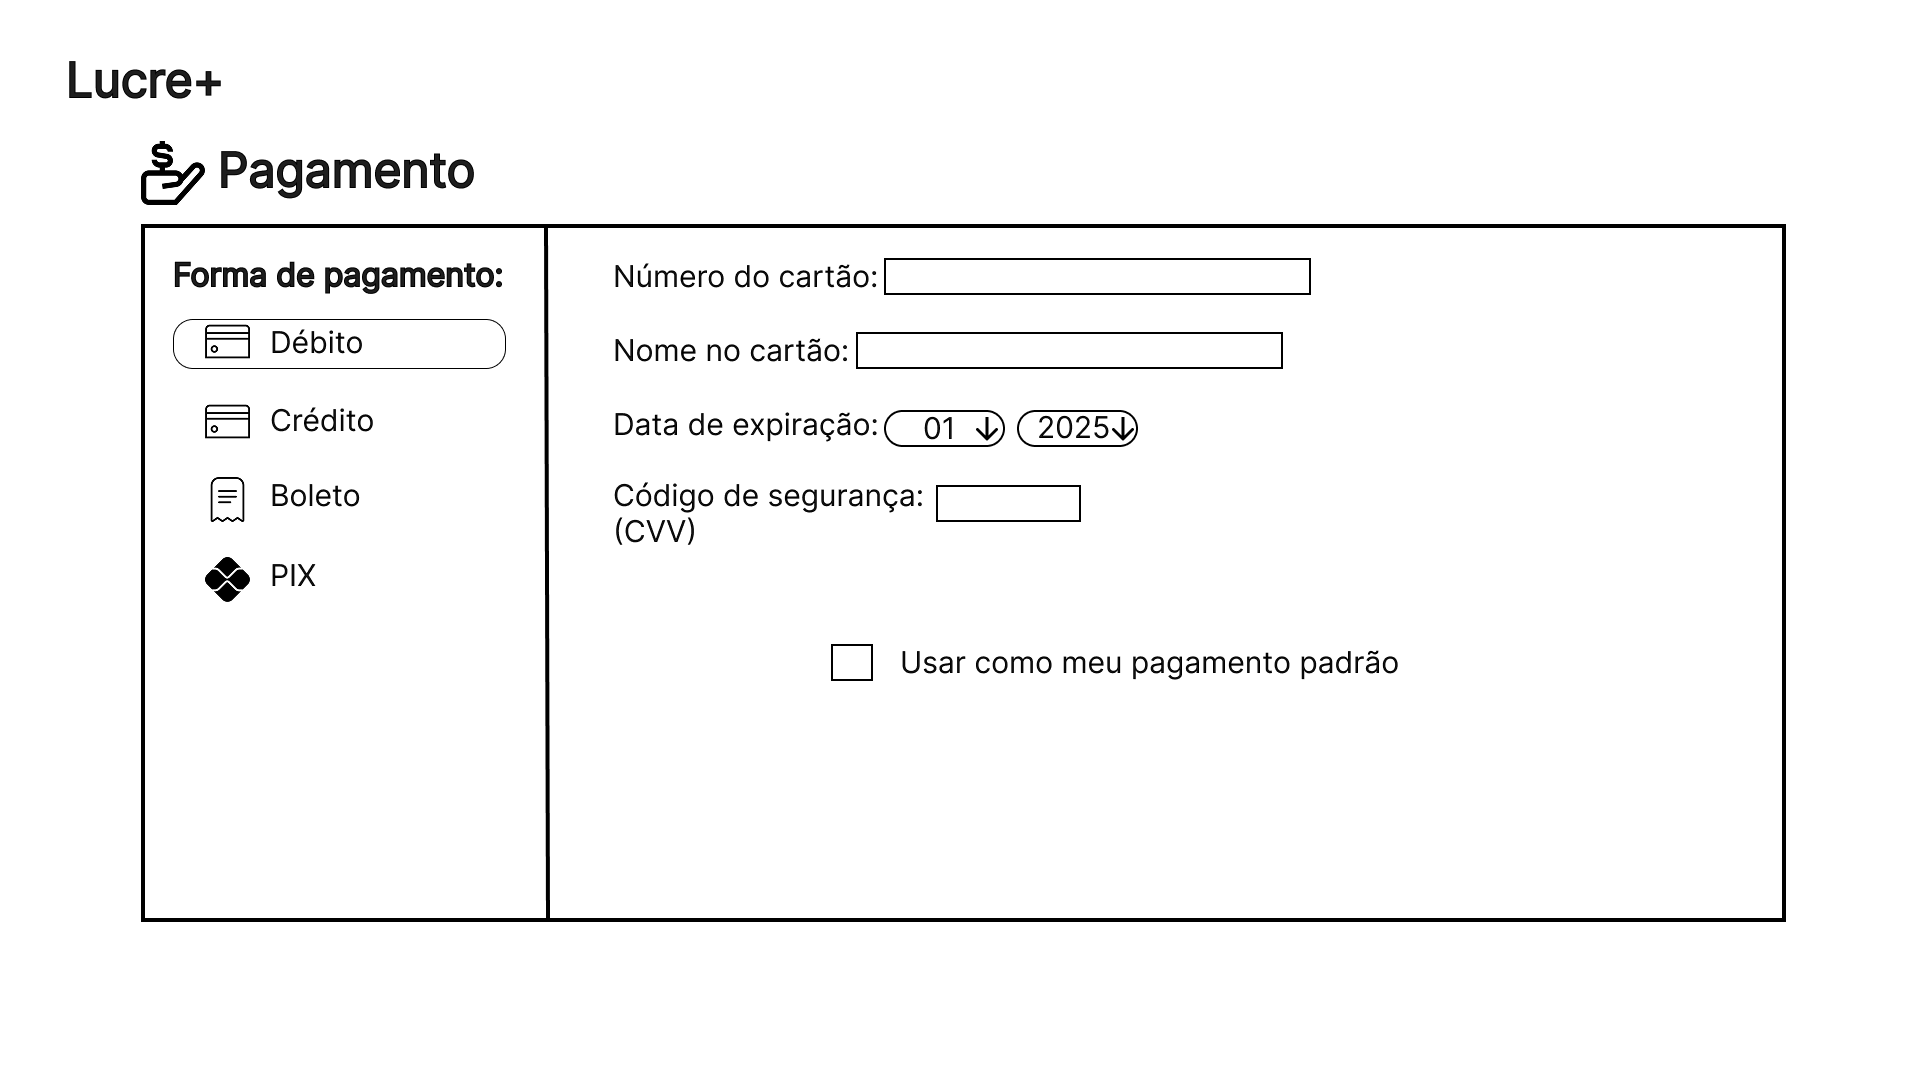 Lucre+
Pagamento
Forma de pagamento:
Débito
Crédito
Boleto
PIX
Número do cartão:
Nome no cartão:
Data de expiração: 01 2025
Código de segurança:
(CVV)
Usar como meu pagamento padrão